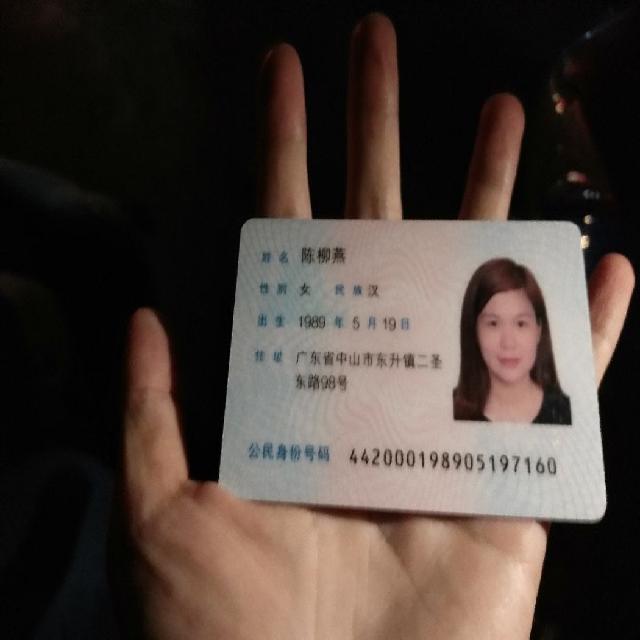 姓名 陈柳燕
性别 女 民族 汉
出生 1989 年 5 月 19 日
住址 广东省中山市东升镇二圣
东路98号
公民身份号码 442000198905197160